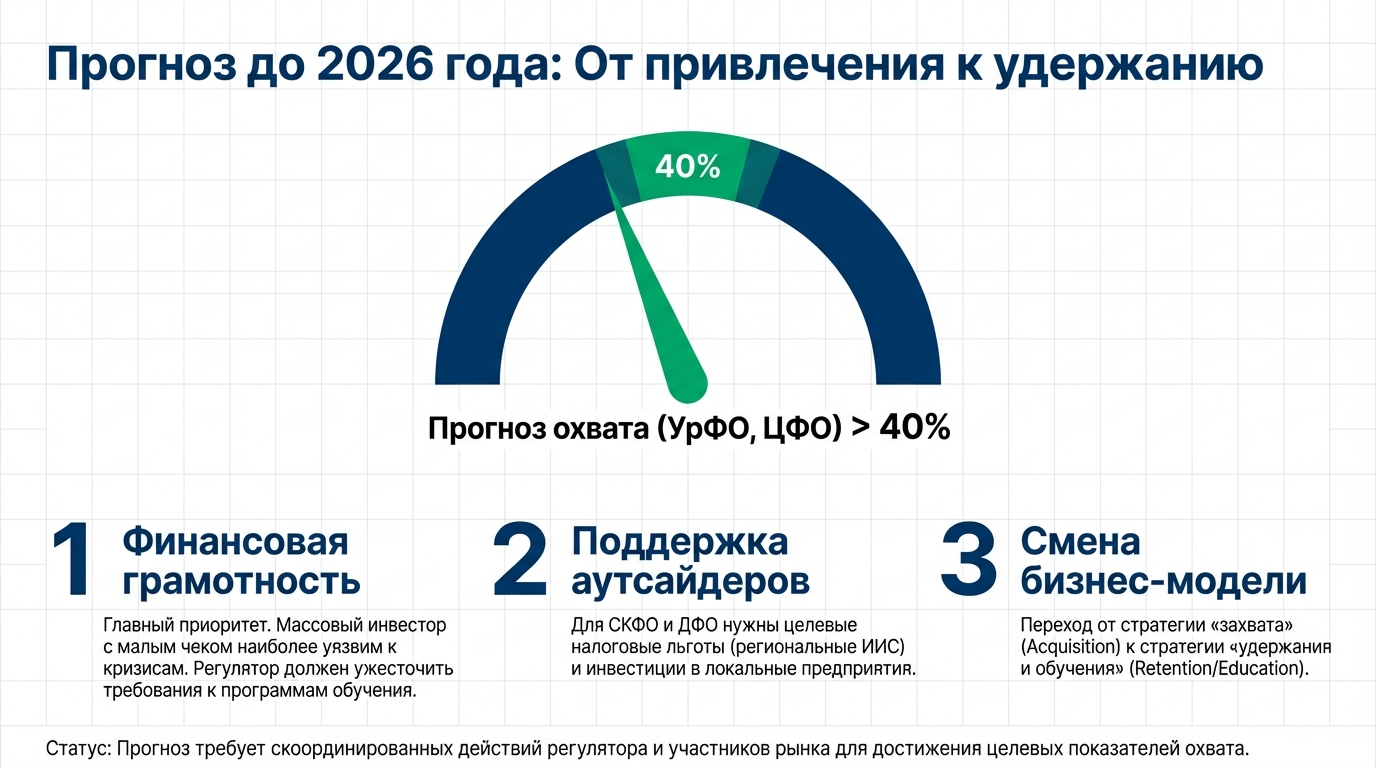 Прогноз до 2026 года: От привлечения к удержанию
40%
Прогноз охвата (УрФО, ЦФО) > 40%
1 Финансовая
грамотность
Главный приоритет. Массовый инвестор
с малым чеком наиболее уязвим к
кризисам. Регулятор должен ужесточить
требования к программам обучения.
2 Поддержка
аутсайдеров
Для СКФО и ДФО нужны целевые
налоговые льготы (региональные ИИС)
и инвестиции в локальные предприятия.
3 Смена
бизнес-модели
Переход от стратегии «захвата»
(Acquisition) к стратегии «удержания
и обучения» (Retention/Education).
Статус: Прогноз требует скоординированных действий регулятора и участников рынка для достижения целевых показателей охвата.